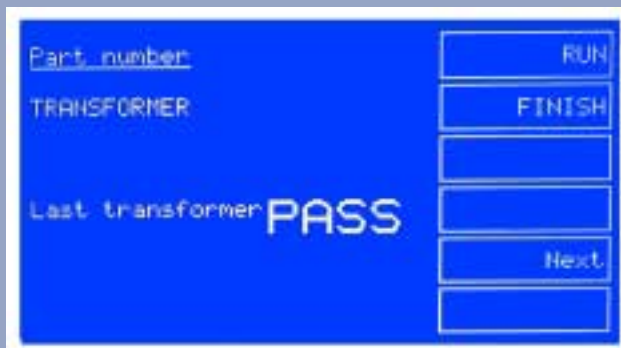 Part number
TRANSFORMER
Last transformer PASS
RUN
FINISH
Next